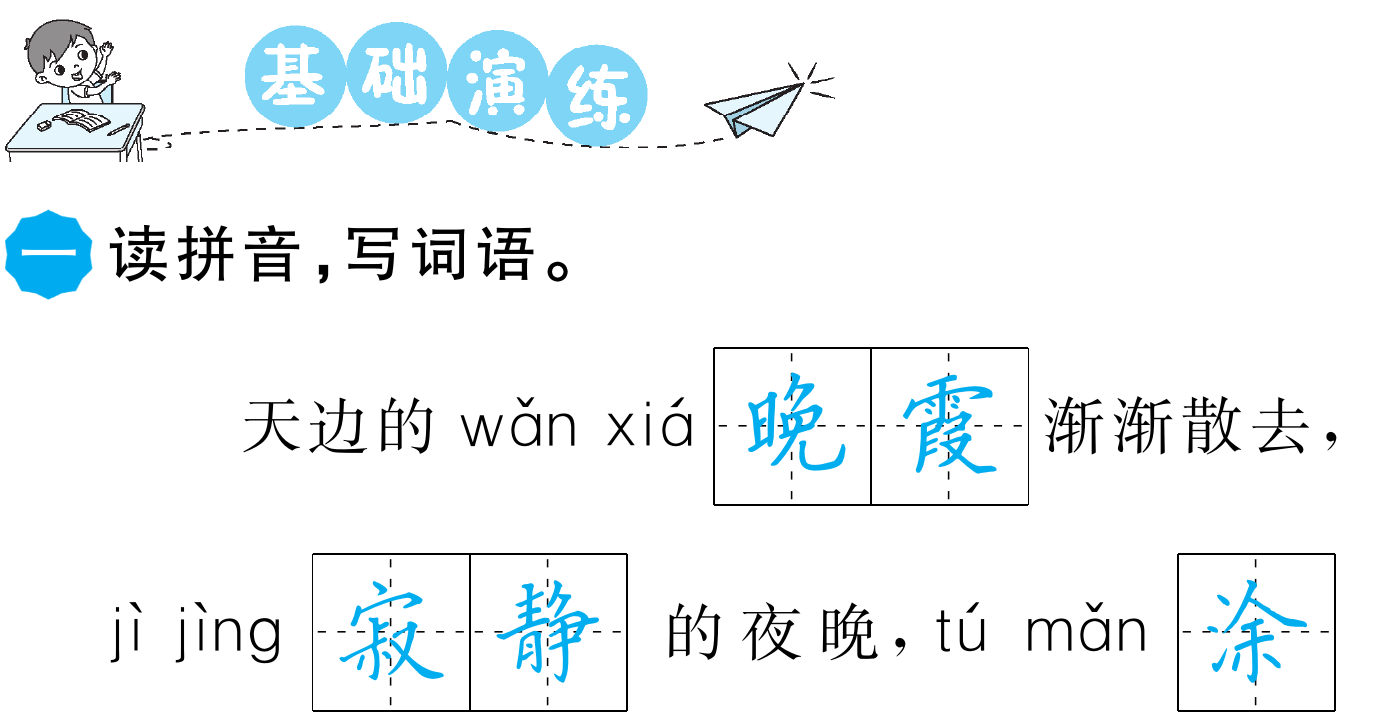 基础演练
一 读拼音,写词语。
天边的 wǎn xiá 晚霞 渐渐散去,
jì jìng 寂静 的夜晚,tú mǎn 涂